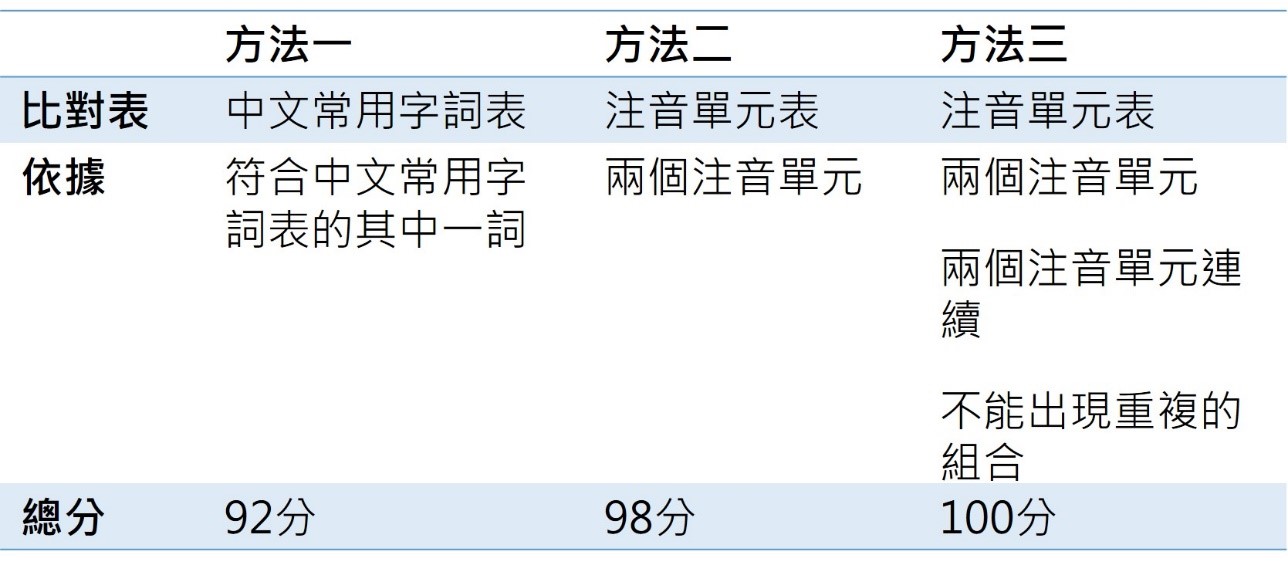 方法一 方法二 方法三
比對表 中文常用字詞表 注音單元表 注音單元表
依據 符合中文常用字 兩個注音單元 兩個注音單元
詞表的其中一詞
兩個注音單元連
續
不能出現重複的
組合
總分 92分 98分 100分